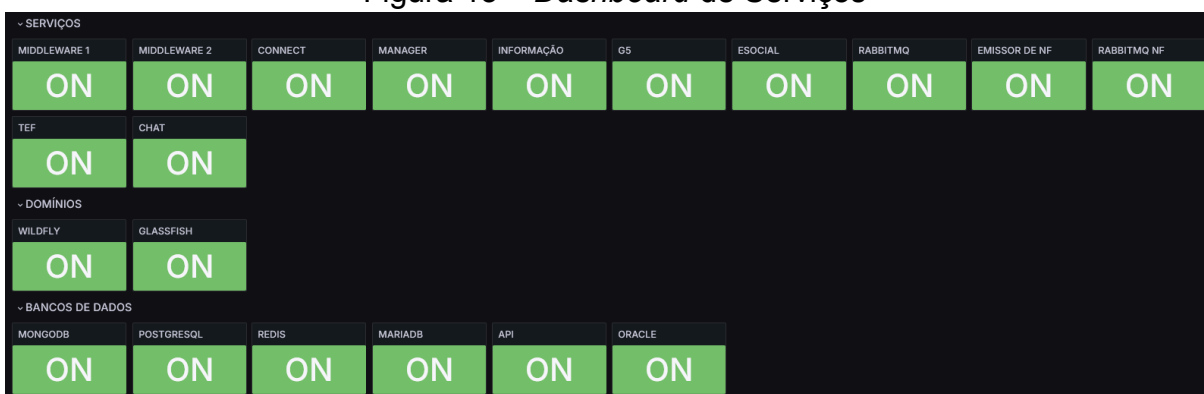 Figura 10 – Dashboard de Serviços
SERVIÇOS
MIDDLEWARE 1 MIDDLEWARE 2 CONNECT MANAGER INFORMAÇÃO G5 ESOCIAL RABBITMQ EMISSOR DE NF RABBITMQ NF
ON ON ON ON ON ON ON ON ON ON
TEF CHAT
ON ON
DOMÍNIOS
WILDFLY GLASSFISH
ON ON
BANCOS DE DADOS
MONGODB POSTGRESQL REDIS MARIADB API ORACLE
ON ON ON ON ON ON